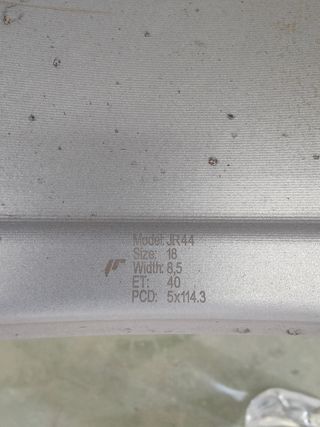 Model: JR44
Size: 18
Width: 8,5
ET: 40
PCD: 5x114.3